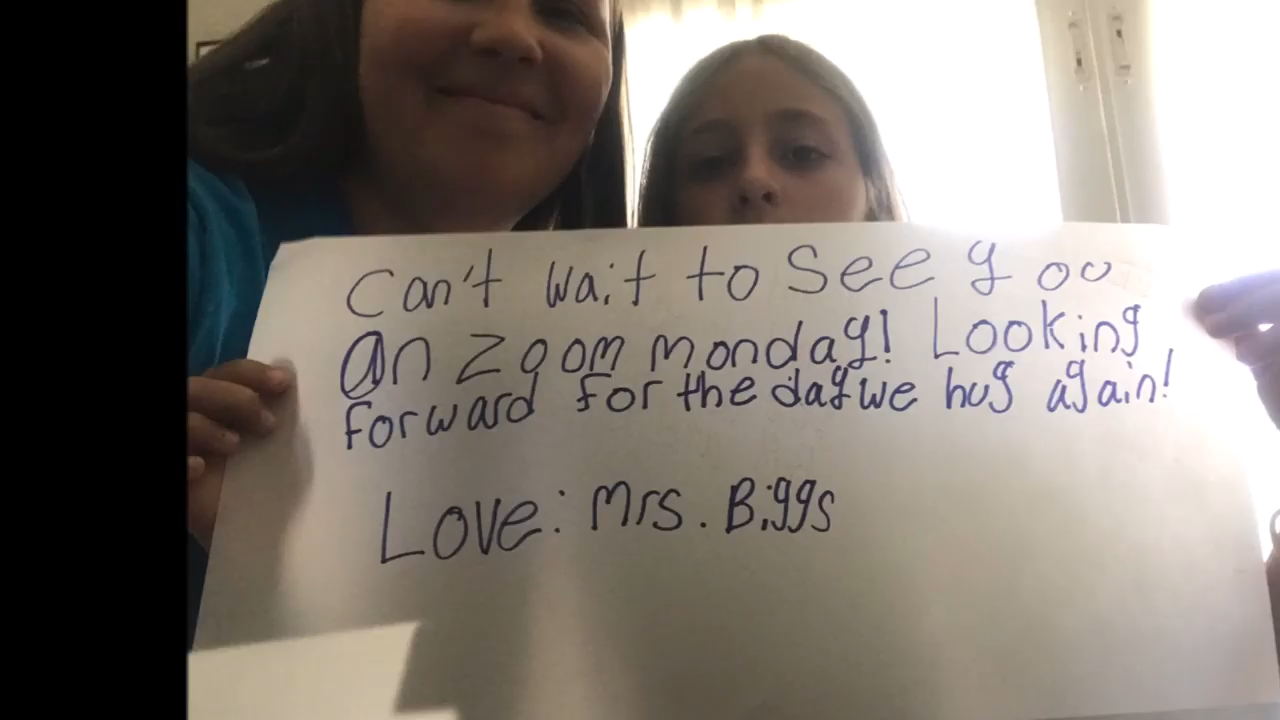 Can't wait to see you
on Zoom monday! Looking
forward for the day we hug again!
Love: Mrs. Biggs